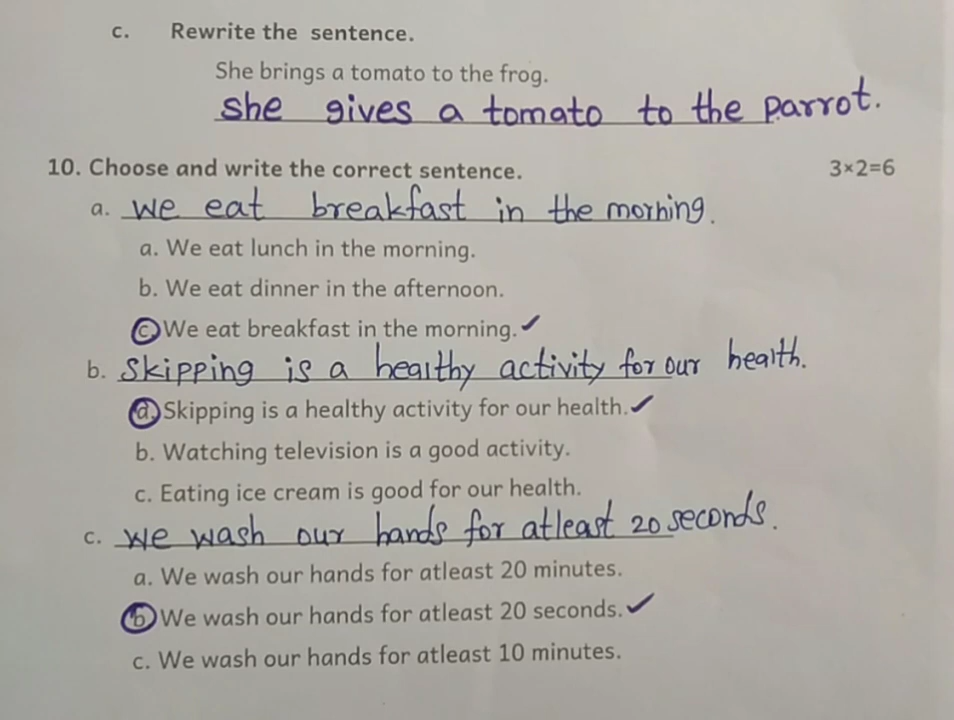 c. Rewrite the sentence.
She brings a tomato to the frog.
she gives a tomato to the parrot.
10. Choose and write the correct sentence. 3×2=6
a. we eat breakfast in the morning.
a. We eat lunch in the morning.
b. We eat dinner in the afternoon.
c. We eat breakfast in the morning. ✓
b. Skipping is a healthy activity for our health.
a. Skipping is a healthy activity for our health. ✓
b. Watching television is a good activity.
c. Eating ice cream is good for our health.
c. We wash our hands for atleast 20 seconds.
a. We wash our hands for atleast 20 minutes.
b. We wash our hands for atleast 20 seconds. ✓
c. We wash our hands for atleast 10 minutes.